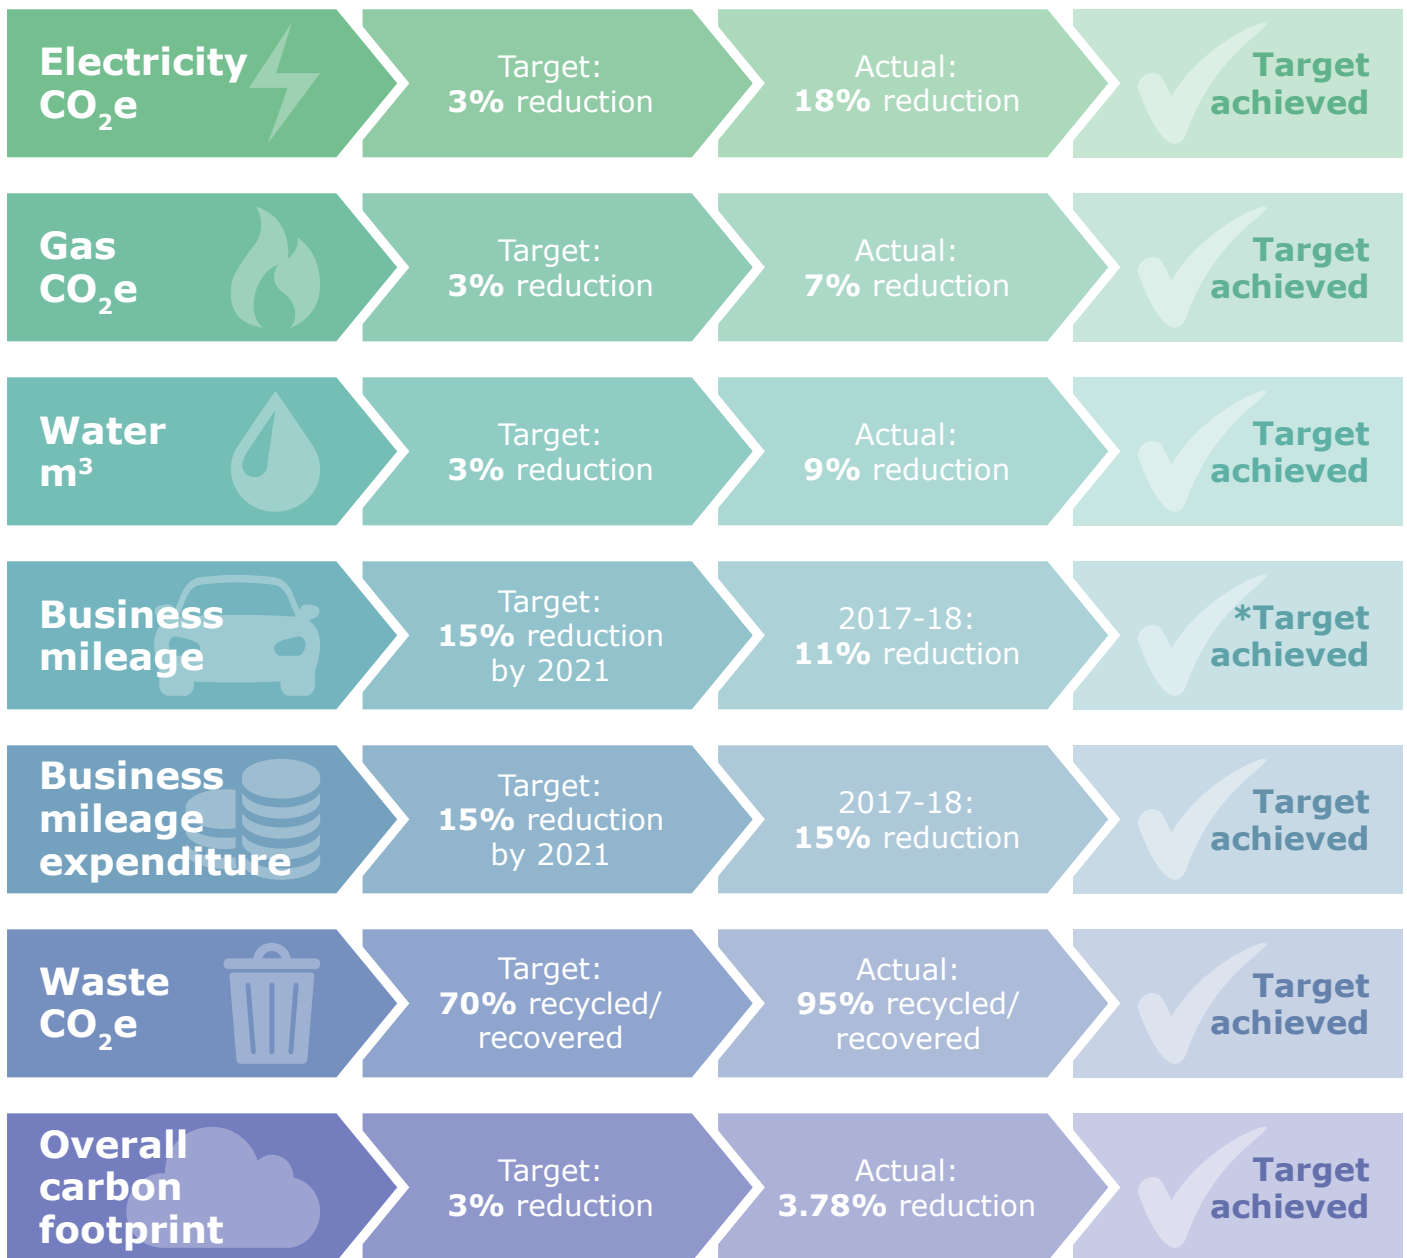 Electricity
CO₂e
Target:
3% reduction
Actual:
18% reduction
Target
achieved
Gas
CO₂e
Target:
3% reduction
Actual:
7% reduction
Target
achieved
Water
m³
Target:
3% reduction
Actual:
9% reduction
Target
achieved
Business
mileage
Target:
15% reduction
by 2021
2017-18:
11% reduction
*Target
achieved
Business
mileage
expenditure
Target:
15% reduction
by 2021
2017-18:
15% reduction
Target
achieved
Waste
CO₂e
Target:
70% recycled/
recovered
Actual:
95% recycled/
recovered
Target
achieved
Overall
carbon
footprint
Target:
3% reduction
Actual:
3.78% reduction
Target
achieved